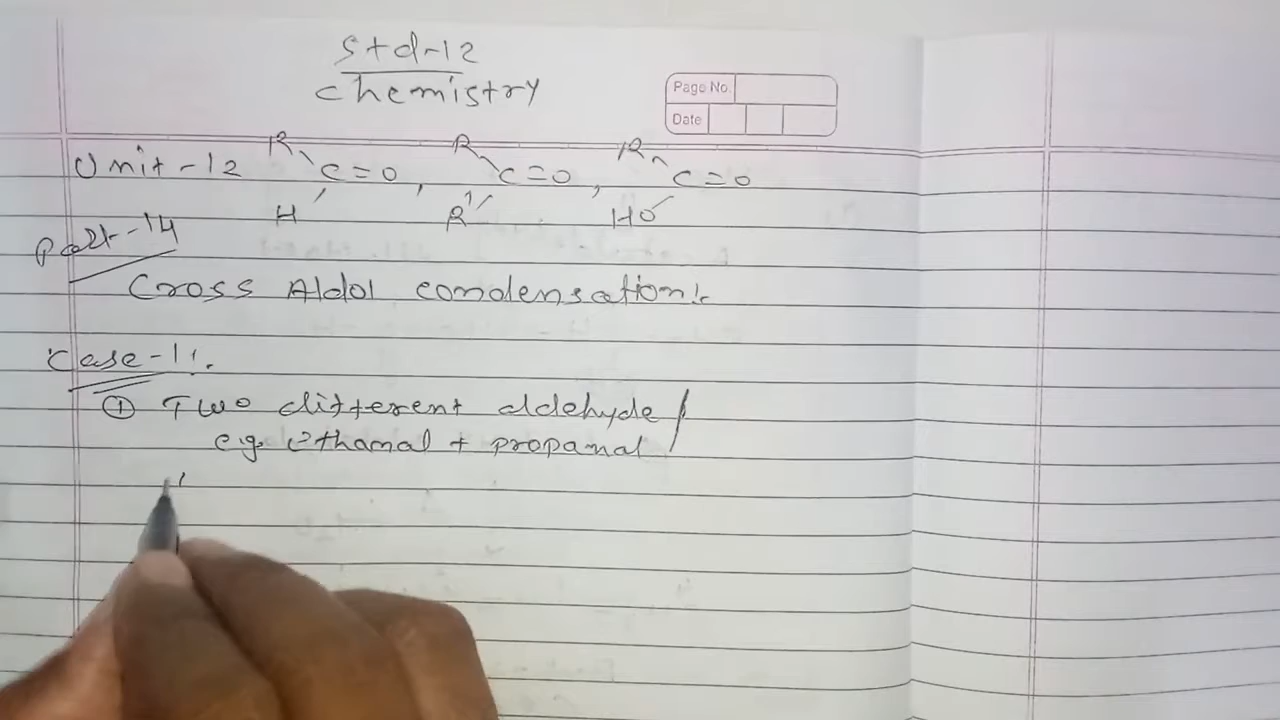 Std-12
Chemistry
Page No.
Date
R R R
Unit-12 C=O, C=O, C=O
H R' HO
Part-14
Cross Aldol condensation:-
Case-1:-
① Two different aldehyde /
e.g. Ethanal + propanal